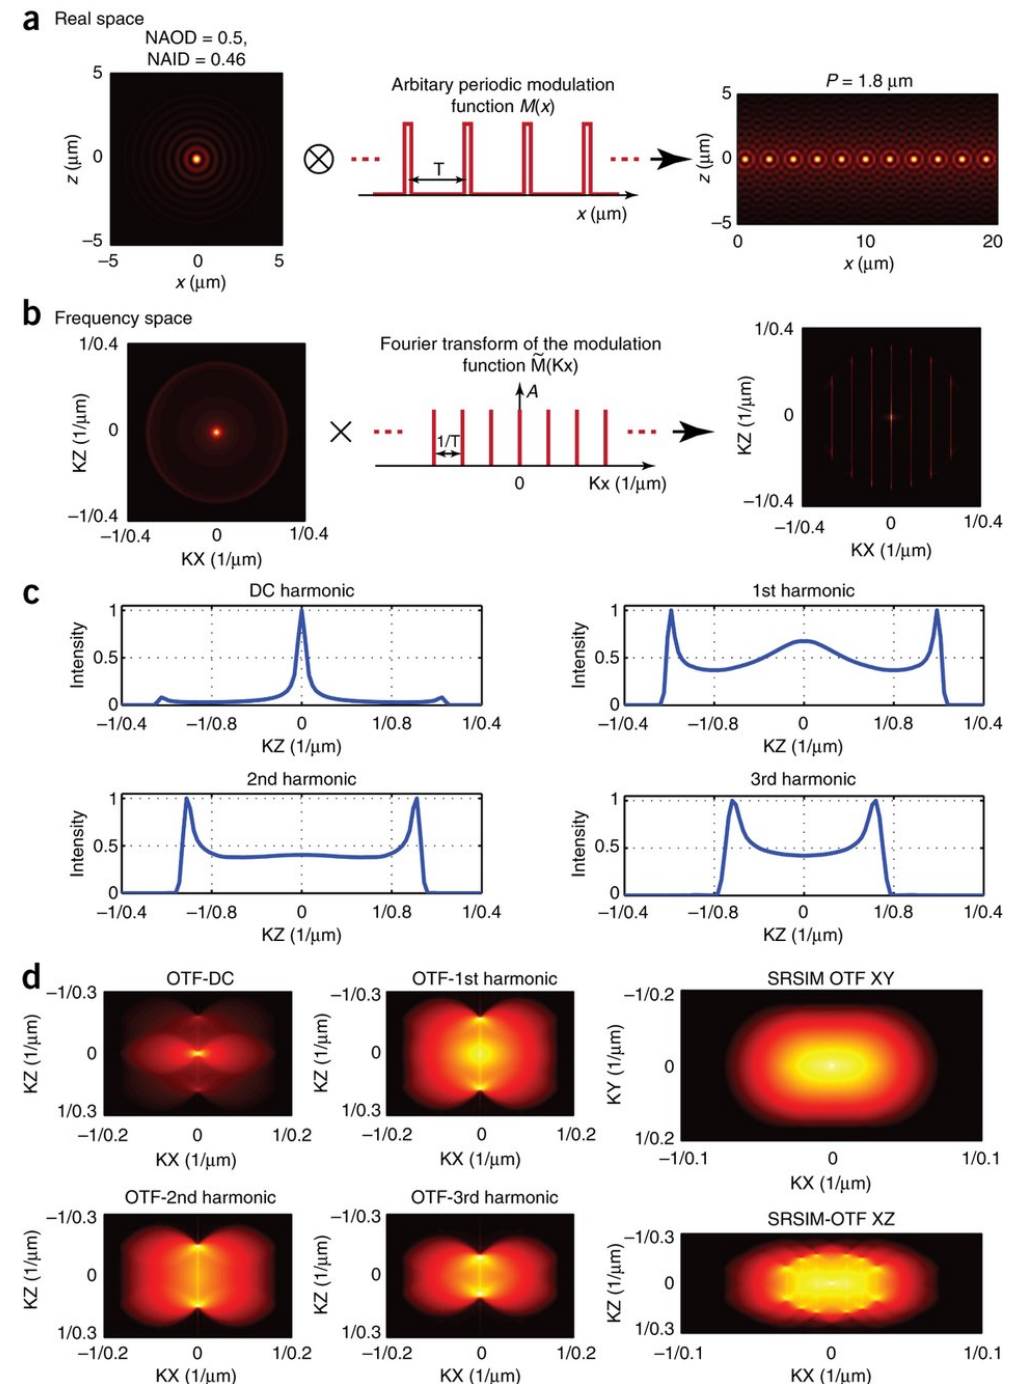 a Real space
NAOD = 0.5,
NAID = 0.46
5
0
−5
z (μm)
−5 0 5
x (μm)
Arbitary periodic modulation
function M(x)
T
x (μm)
P = 1.8 μm
5
0
−5
z (μm)
0 10 20
x (μm)
b Frequency space
1/0.4
0
−1/0.4
KZ (1/μm)
−1/0.4 0 1/0.4
KX (1/μm)
Fourier transform of the modulation
function M̃(Kx)
A
1/T
0 Kx (1/μm)
1/0.4
0
−1/0.4
KZ (1/μm)
−1/0.4 0 1/0.4
KX (1/μm)
c
DC harmonic
1
0.5
0
Intensity
−1/0.4 −1/0.8 0 1/0.8 1/0.4
KZ (1/μm)
1st harmonic
1
0.5
0
Intensity
−1/0.4 −1/0.8 0 1/0.8 1/0.4
KZ (1/μm)
2nd harmonic
1
0.5
0
Intensity
−1/0.4 −1/0.8 0 1/0.8 1/0.4
KZ (1/μm)
3rd harmonic
1
0.5
0
Intensity
−1/0.4 −1/0.8 0 1/0.8 1/0.4
KZ (1/μm)
d
OTF-DC
−1/0.3
0
1/0.3
KZ (1/μm)
−1/0.2 0 1/0.2
KX (1/μm)
OTF-1st harmonic
−1/0.3
0
1/0.3
KZ (1/μm)
−1/0.2 0 1/0.2
KX (1/μm)
SRSIM OTF XY
−1/0.2
0
1/0.2
KY (1/μm)
−1/0.1 0 1/0.1
KX (1/μm)
OTF-2nd harmonic
−1/0.3
0
1/0.3
KZ (1/μm)
−1/0.2 0 1/0.2
KX (1/μm)
OTF-3rd harmonic
−1/0.3
0
1/0.3
KZ (1/μm)
−1/0.2 0 1/0.2
KX (1/μm)
SRSIM-OTF XZ
−1/0.3
0
1/0.3
KZ (1/μm)
−1/0.1 0 1/0.1
KX (1/μm)